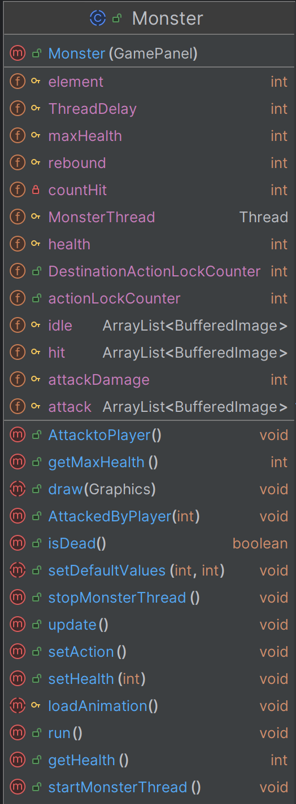 Monster
Monster(GamePanel)
element int
ThreadDelay int
maxHealth int
rebound int
countHit int
MonsterThread Thread
health int
DestinationActionLockCounter int
actionLockCounter int
idle ArrayList<BufferedImage>
hit ArrayList<BufferedImage>
attackDamage int
attack ArrayList<BufferedImage>
AttacktoPlayer() void
getMaxHealth() int
draw(Graphics) void
AttackedByPlayer(int) void
isDead() boolean
setDefaultValues(int, int) void
stopMonsterThread() void
update() void
setAction() void
setHealth(int) void
loadAnimation() void
run() void
getHealth() int
startMonsterThread() void